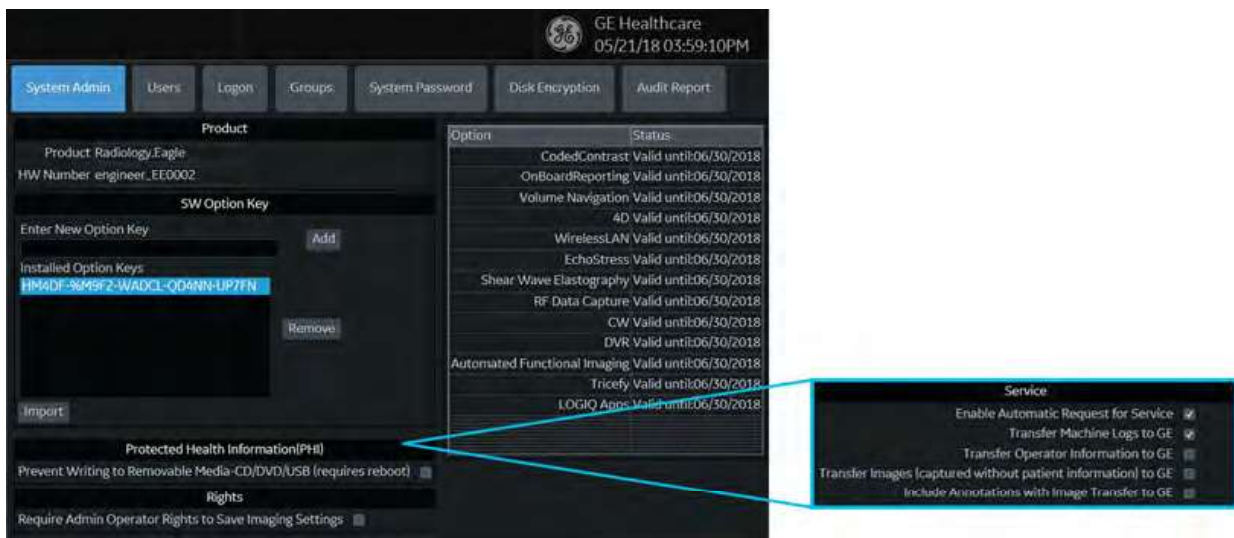 GE Healthcare
05/21/18 03:59:10PM
System Admin
Users
Logon
Groups
System Password
Disk Encryption
Audit Report
Product
Product Radiology.Eagle
HW Number engineer_EE0002
SW Option Key
Enter New Option Key
Add
Installed Option Keys
HM4DF-%M9F2-WADCL-QD4NN-UP7FN
Remove
Import
Protected Health Information(PHI)
Prevent Writing to Removable Media-CD/DVD/USB (requires reboot)
Rights
Require Admin Operator Rights to Save Imaging Settings
Option Status
CodedContrast Valid until:06/30/2018
OnBoardReporting Valid until:06/30/2018
Volume Navigation Valid until:06/30/2018
4D Valid until:06/30/2018
WirelessLAN Valid until:06/30/2018
EchoStress Valid until:06/30/2018
Shear Wave Elastography Valid until:06/30/2018
RF Data Capture Valid until:06/30/2018
CW Valid until:06/30/2018
DVR Valid until:06/30/2018
Automated Functional Imaging Valid until:06/30/2018
Tricefy Valid until:06/30/2018
LOGIQ Apps Valid until:06/30/2018
Service
Enable Automatic Request for Service
Transfer Machine Logs to GE
Transfer Operator Information to GE
Transfer Images (captured without patient information) to GE
Include Annotations with Image Transfer to GE